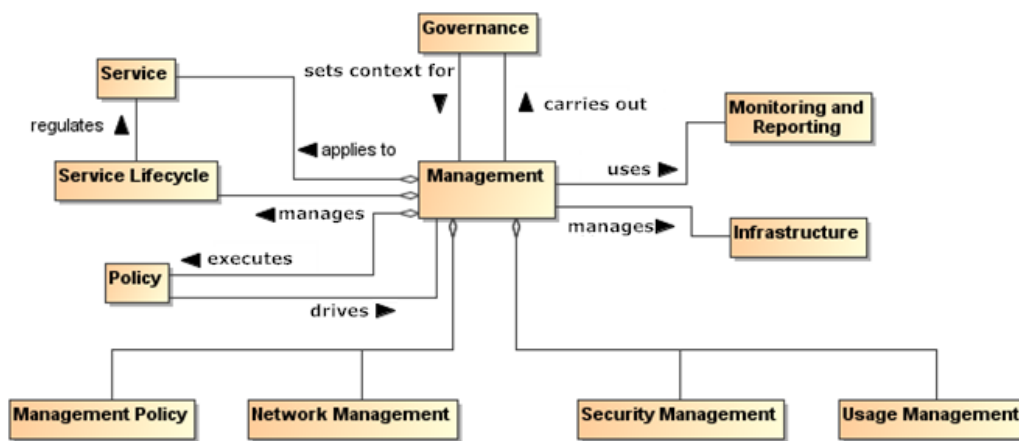 Governance
sets context for
carries out
Service
regulates
applies to
Monitoring and
Reporting
uses
Service Lifecycle
Management
manages
manages
Infrastructure
executes
Policy
drives
Management Policy
Network Management
Security Management
Usage Management